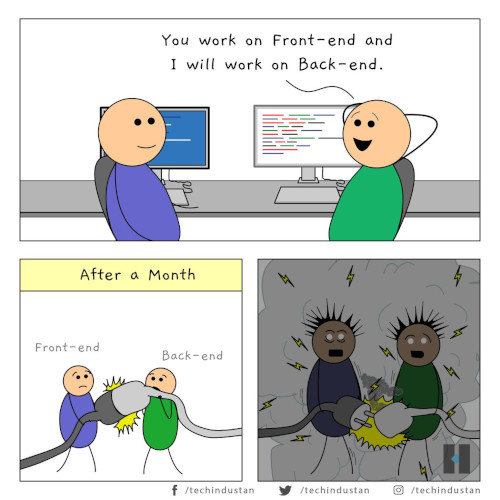 You work on Front-end and
I will work on Back-end.
After a Month
Front-end
Back-end
/techindustan
/techindustan
/techindustan